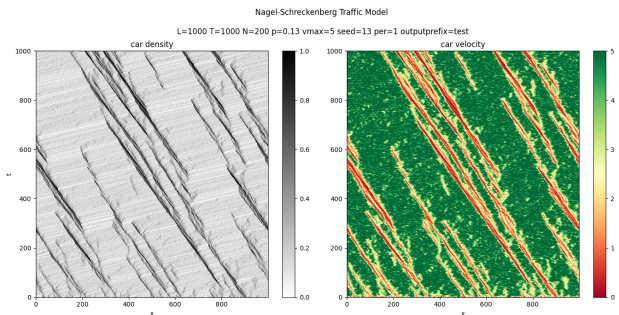 Nagel-Schreckenberg Traffic Model
L=1000 T=1000 N=200 p=0.13 vmax=5 seed=13 per=1 outputprefix=test
car density
1000
800
600
400
200
0
t
0 200 400 600 800
x
1.0
0.8
0.6
0.4
0.2
0.0
car velocity
1000
800
600
400
200
0
0 200 400 600 800
x
5
4
3
2
1
0